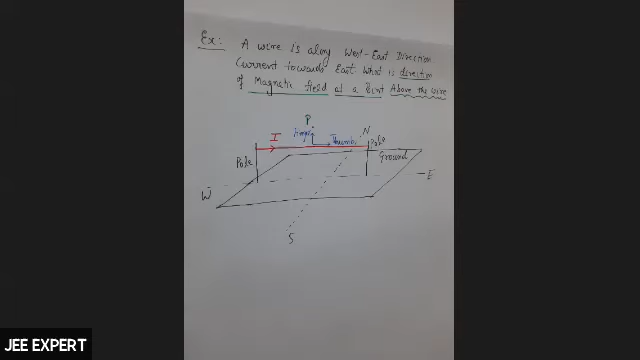 Ex:
A wire is along West-East Direction
Current towards East. What is direction
of Magnetic field at a Point Above the wire
P
N
I
Thumb
Pole
Ground
Pole
E
W
S
JEE EXPERT